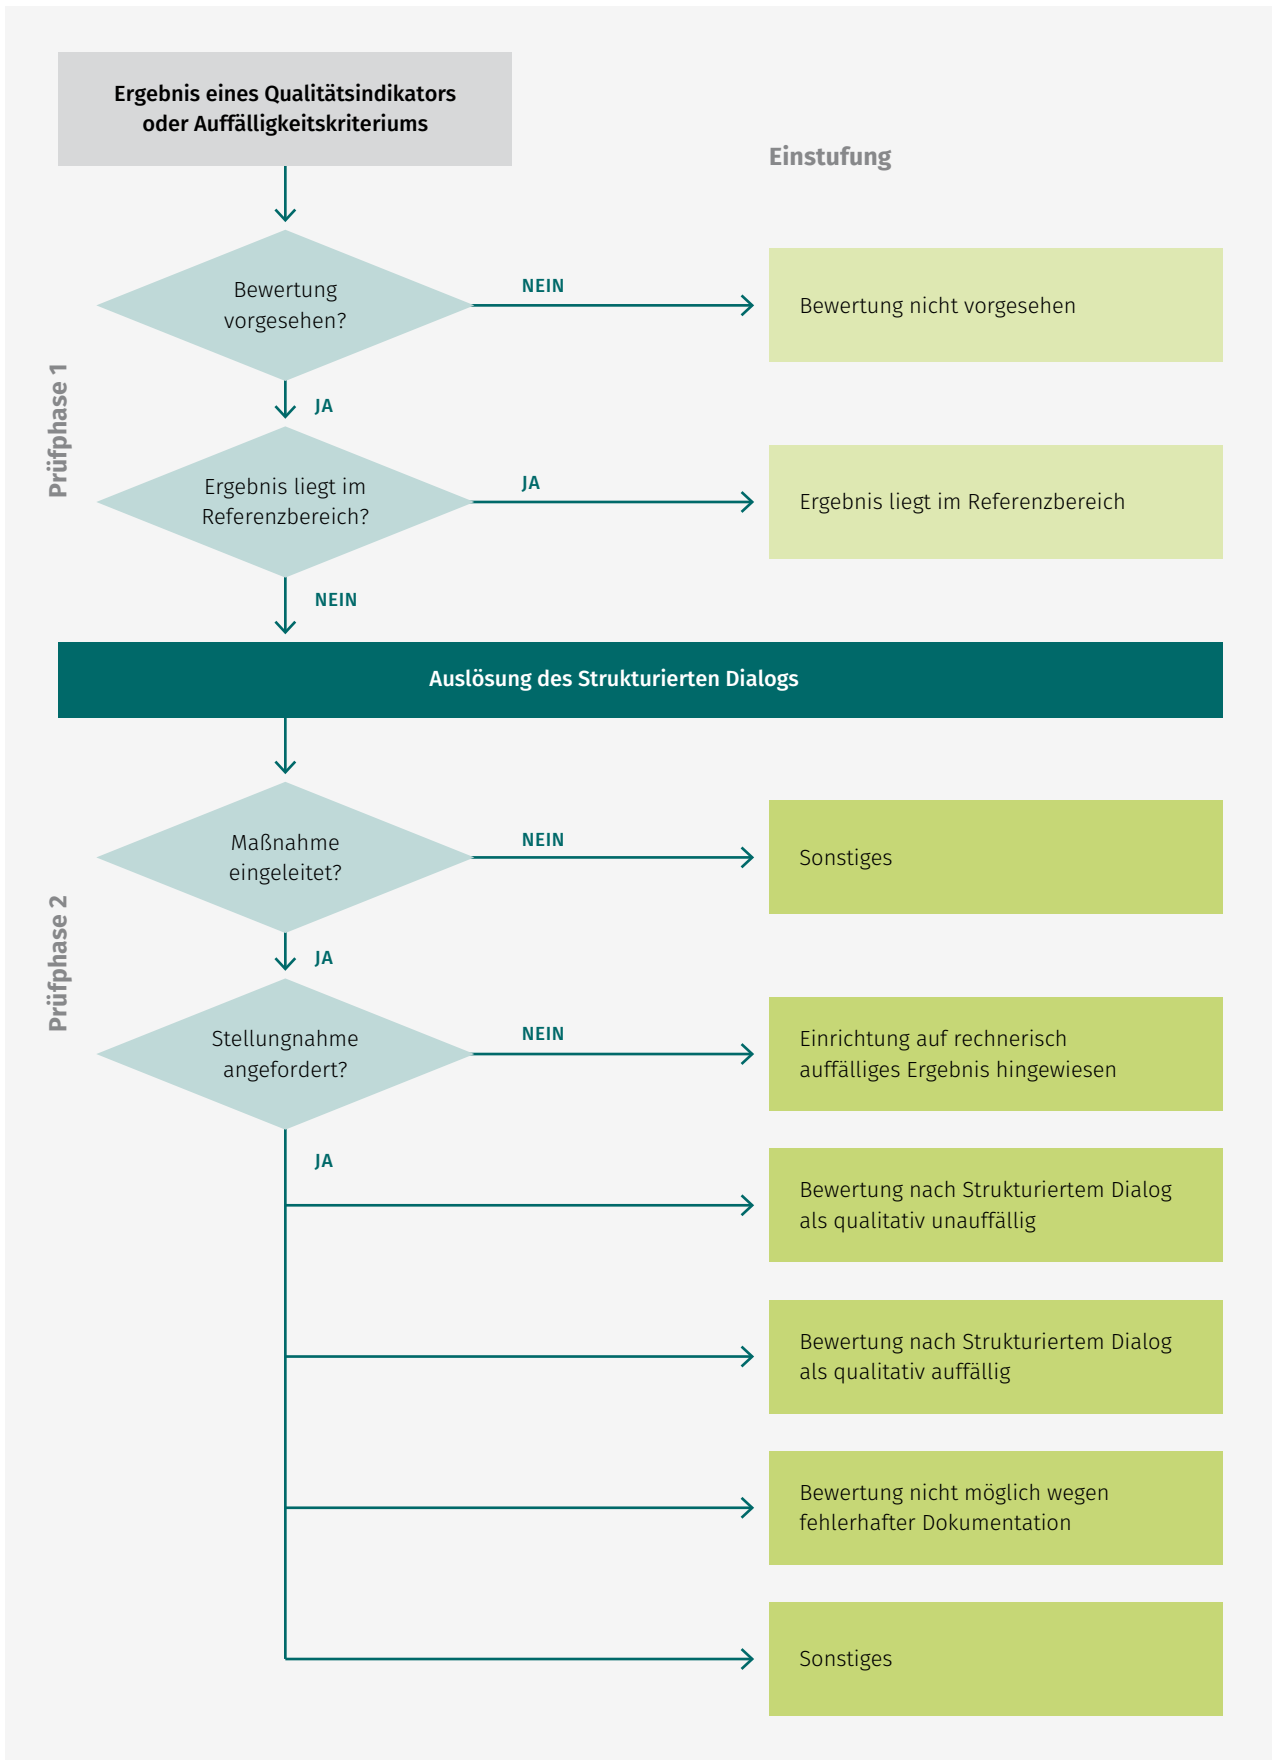 Ergebnis eines Qualitätsindikators
oder Auffälligkeitskriteriums
Einstufung
Prüfphase 1
Bewertung
vorgesehen?
NEIN
Bewertung nicht vorgesehen
JA
Ergebnis liegt im
Referenzbereich?
JA
Ergebnis liegt im Referenzbereich
NEIN
Auslösung des Strukturierten Dialogs
Prüfphase 2
Maßnahme
eingeleitet?
NEIN
Sonstiges
JA
Stellungnahme
angefordert?
NEIN
Einrichtung auf rechnerisch
auffälliges Ergebnis hingewiesen
JA
Bewertung nach Strukturiertem Dialog
als qualitativ unauffällig
Bewertung nach Strukturiertem Dialog
als qualitativ auffällig
Bewertung nicht möglich wegen
fehlerhafter Dokumentation
Sonstiges